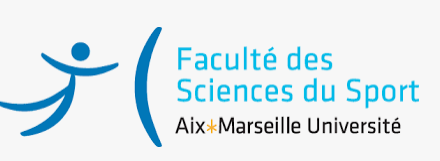 Faculté des
Sciences du Sport
Aix*Marseille Université